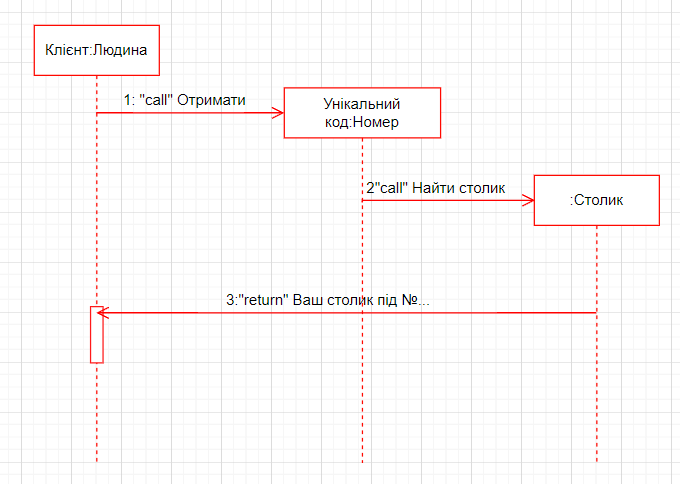 Клієнт:Людина
1: "call" Отримати
Унікальний
код:Номер
2"call" Найти столик
:Столик
3:"return" Ваш столик під №...